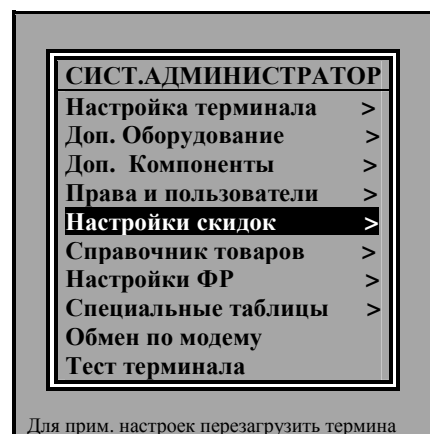 СИСТ.АДМИНИСТРАТОР
Настройка терминала >
Доп. Оборудование >
Доп. Компоненты >
Права и пользователи >
Настройки скидок >
Справочник товаров >
Настройки ФР >
Специальные таблицы >
Обмен по модему
Тест терминала
Для прим. настроек перезагрузить термина